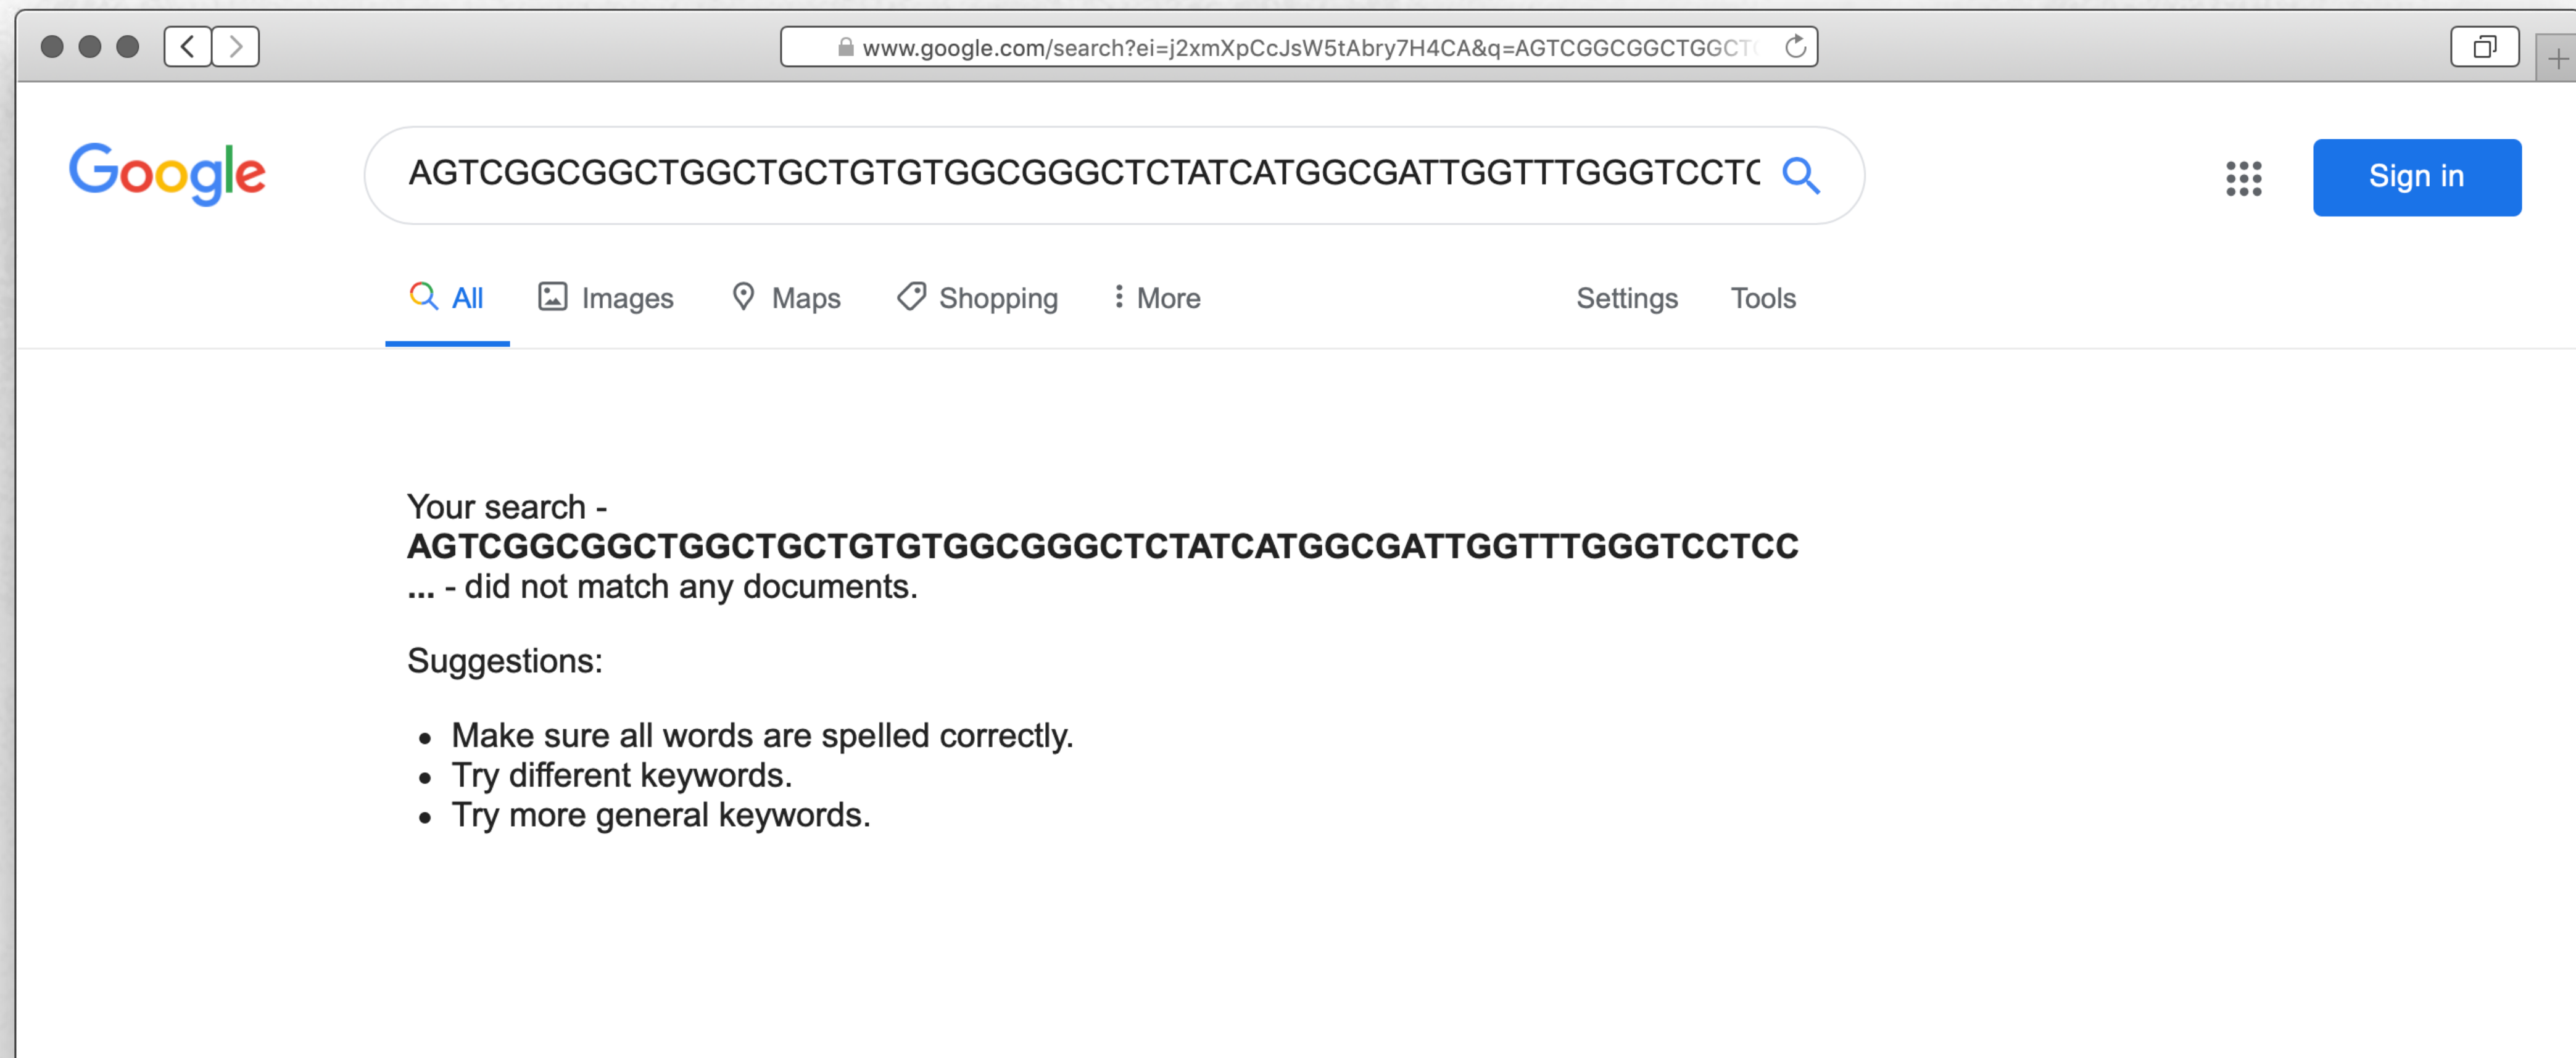 www.google.com/search?ei=j2xmXpCcJsW5tAbry7H4CA&q=AGTCGGCGGCTGGCT
Google
AGTCGGCGGCTGGCTGCTGTGTGGCGGGCTCTATCATGGCGATTGGTTTGGGTCCTC
Sign in
All Images Maps Shopping More Settings Tools
Your search -
AGTCGGCGGCTGGCTGCTGTGTGGCGGGCTCTATCATGGCGATTGGTTTGGGTCCTCC
... - did not match any documents.
Suggestions:
• Make sure all words are spelled correctly.
• Try different keywords.
• Try more general keywords.